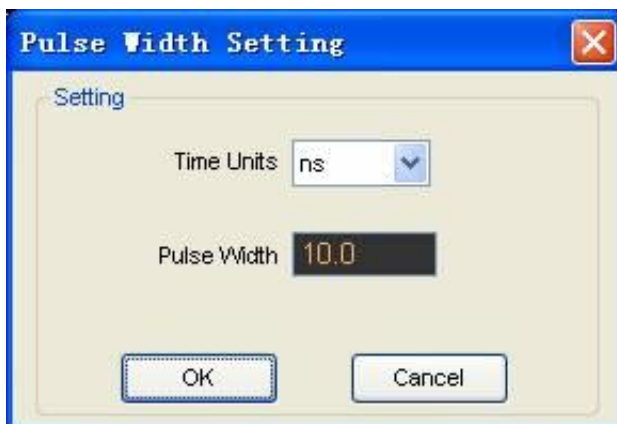 Pulse Width Setting
Setting
Time Units ns
Pulse Width 10.0
OK Cancel